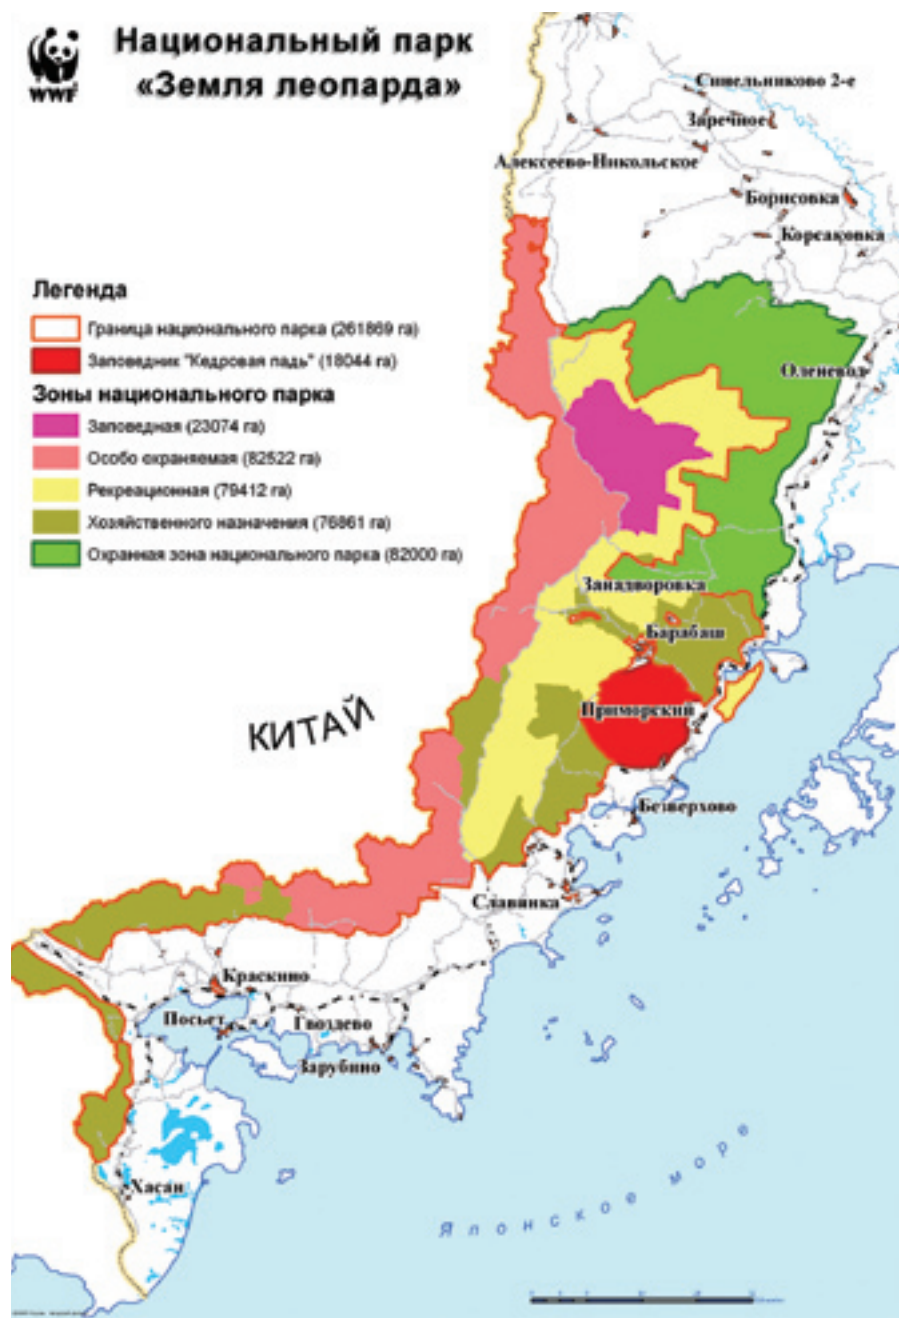 WWF
Национальный парк
«Земля леопарда»
Синельниково 2-е
Заречное
Алексеево-Никольское
Борисовка
Корсаковка
Легенда
Граница национального парка (261869 га)
Заповедник "Кедровая падь" (18044 га)
Оленевод
Зоны национального парка
Заповедная (23074 га)
Особо охраняемая (82522 га)
Рекреационная (79412 га)
Хозяйственного назначения (76861 га)
Охранная зона национального парка (82000 га)
Занадворовка
Барабаш
КИТАЙ
Приморский
Безверхово
Славянка
Краскино
Посьет
Гвоздево
Зарубино
Хасан
Японское море